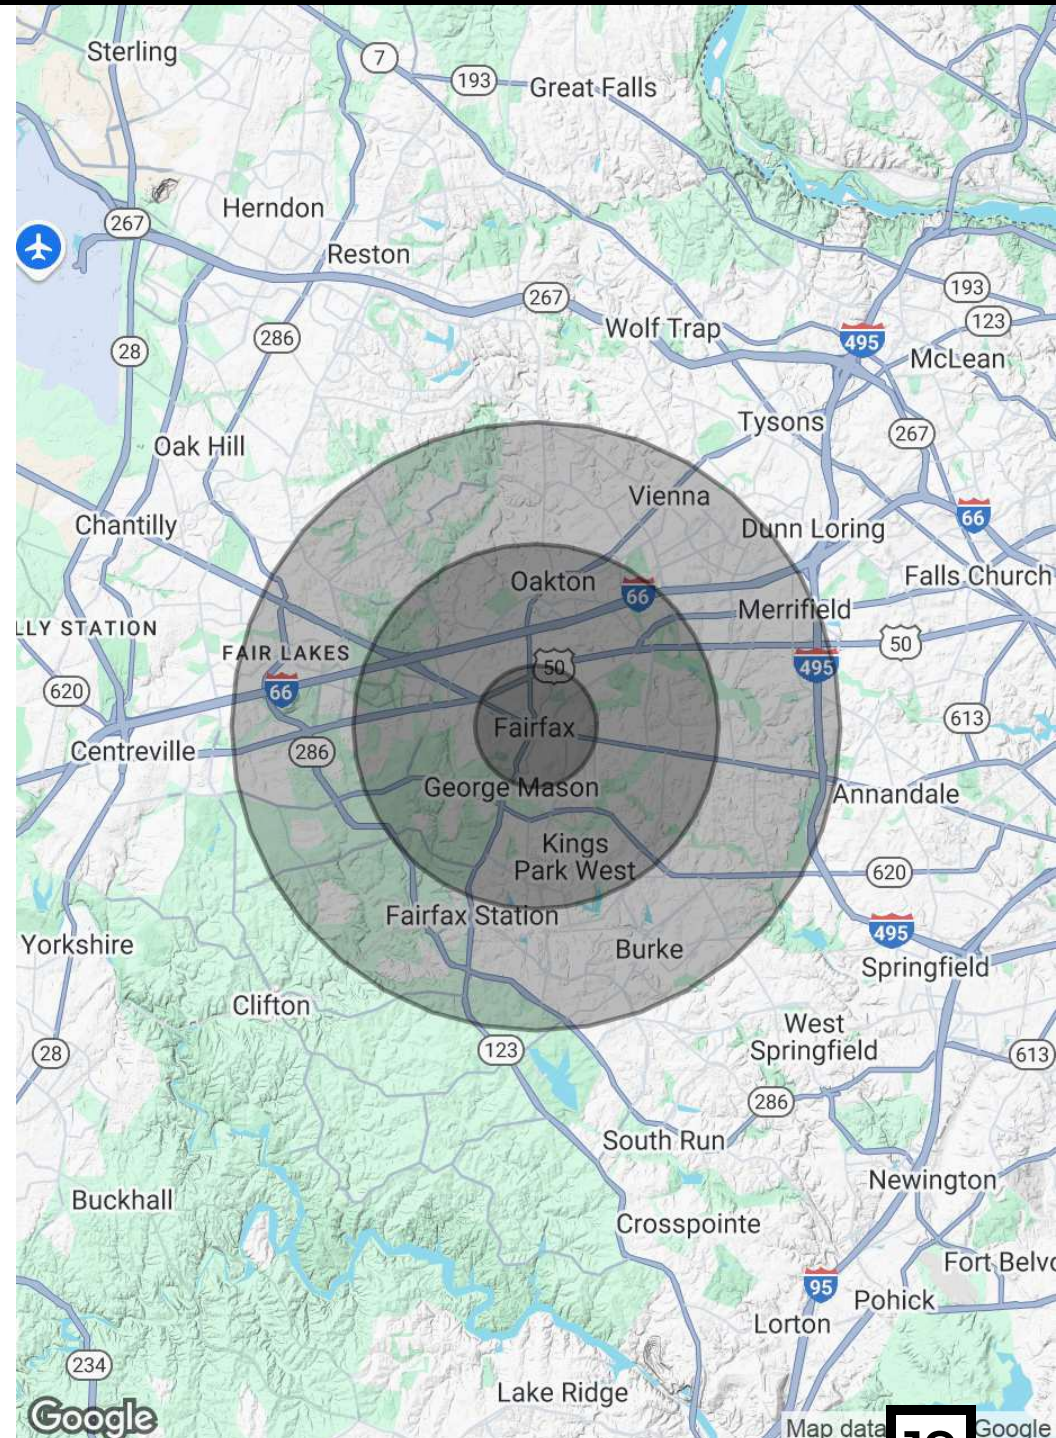 Sterling
7
193
Great Falls
Herndon
267
Reston
267
193
Wolf Trap
123
28
286
495
McLean
Tysons
267
Oak Hill
Vienna
Chantilly
Dunn Loring
66
Oakton
Falls Church
66
Merrifield
LLY STATION
50
FAIR LAKES
50
495
620
66
613
Fairfax
Centreville
286
George Mason
Annandale
Kings
Park West
620
Fairfax Station
495
Yorkshire
Burke
Springfield
Clifton
West
Springfield
28
123
613
286
South Run
Newington
Buckhall
Crosspointe
Fort Belvo
95
Pohick
Lorton
234
Lake Ridge
Google
Map data
Google